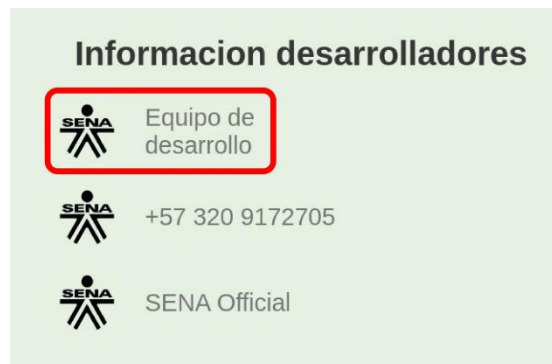 Informacion desarrolladores
SENA
Equipo de
desarrollo
SENA
+57 320 9172705
SENA
SENA Official